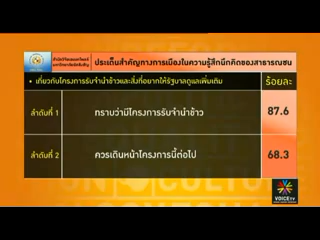 ประเด็นสำคัญทางการเมืองในความรู้สึกนึกคิดของสาธารณชน
• เกี่ยวกับโครงการรับจำนำข้าวและสิ่งที่อยากให้รัฐบาลดูแลเพิ่มเติม
ร้อยละ
ลำดับที่ 1
ทราบว่ามีโครงการรับจำนำข้าว
87.6
ลำดับที่ 2
ควรเดินหน้าโครงการนี้ต่อไป
68.3
VOICETV